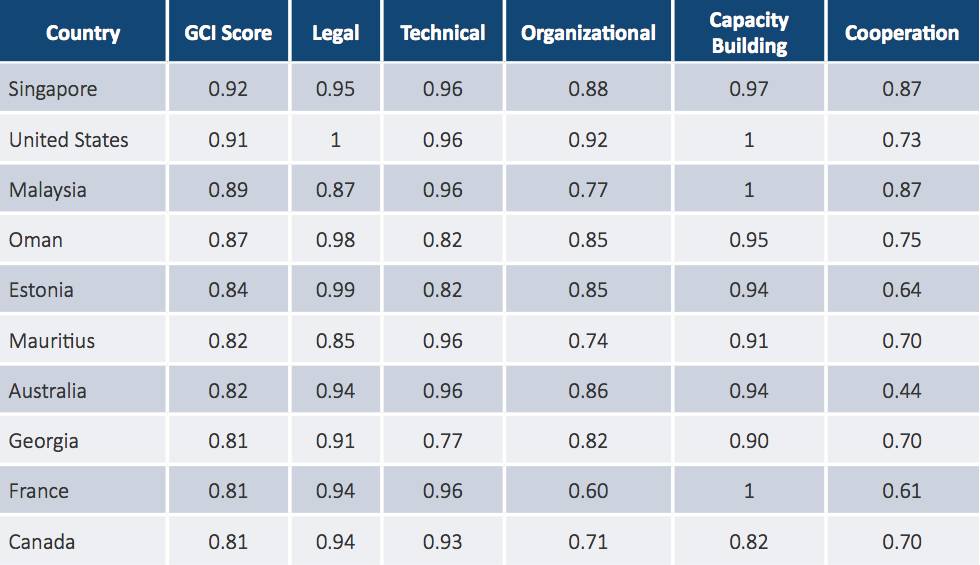 Country GCI Score Legal Technical Organizational Capacity Building Cooperation
Singapore 0.92 0.95 0.96 0.88 0.97 0.87
United States 0.91 1 0.96 0.92 1 0.73
Malaysia 0.89 0.87 0.96 0.77 1 0.87
Oman 0.87 0.98 0.82 0.85 0.95 0.75
Estonia 0.84 0.99 0.82 0.85 0.94 0.64
Mauritius 0.82 0.85 0.96 0.74 0.91 0.70
Australia 0.82 0.94 0.96 0.86 0.94 0.44
Georgia 0.81 0.91 0.77 0.82 0.90 0.70
France 0.81 0.94 0.96 0.60 1 0.61
Canada 0.81 0.94 0.93 0.71 0.82 0.70